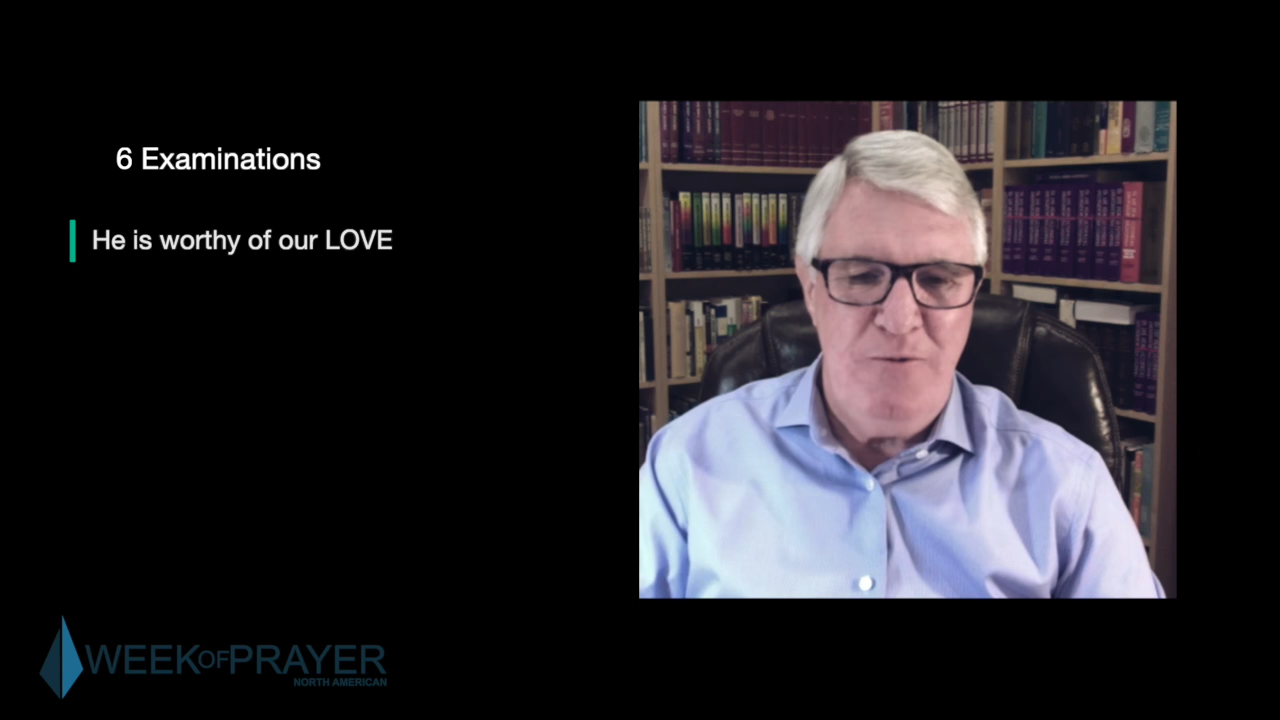 6 Examinations
He is worthy of our LOVE
WEEKOFPRAYER
NORTH AMERICAN